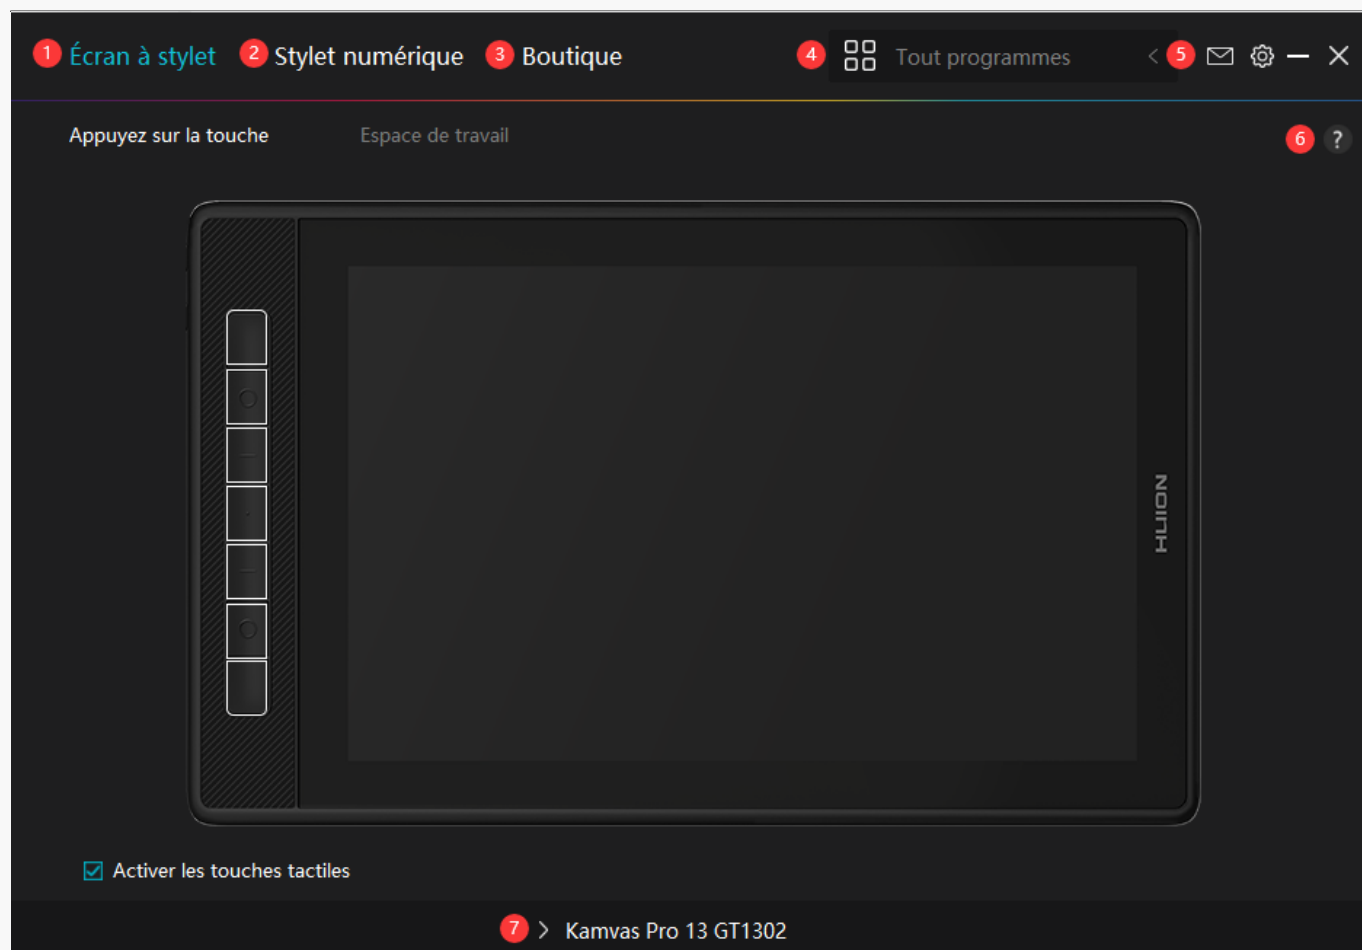 1 Écran à stylet 2 Stylet numérique 3 Boutique 4 Tout programmes 5
Appuyez sur la touche Espace de travail 6 ?
HUION
Activer les touches tactiles
7 > Kamvas Pro 13 GT1302